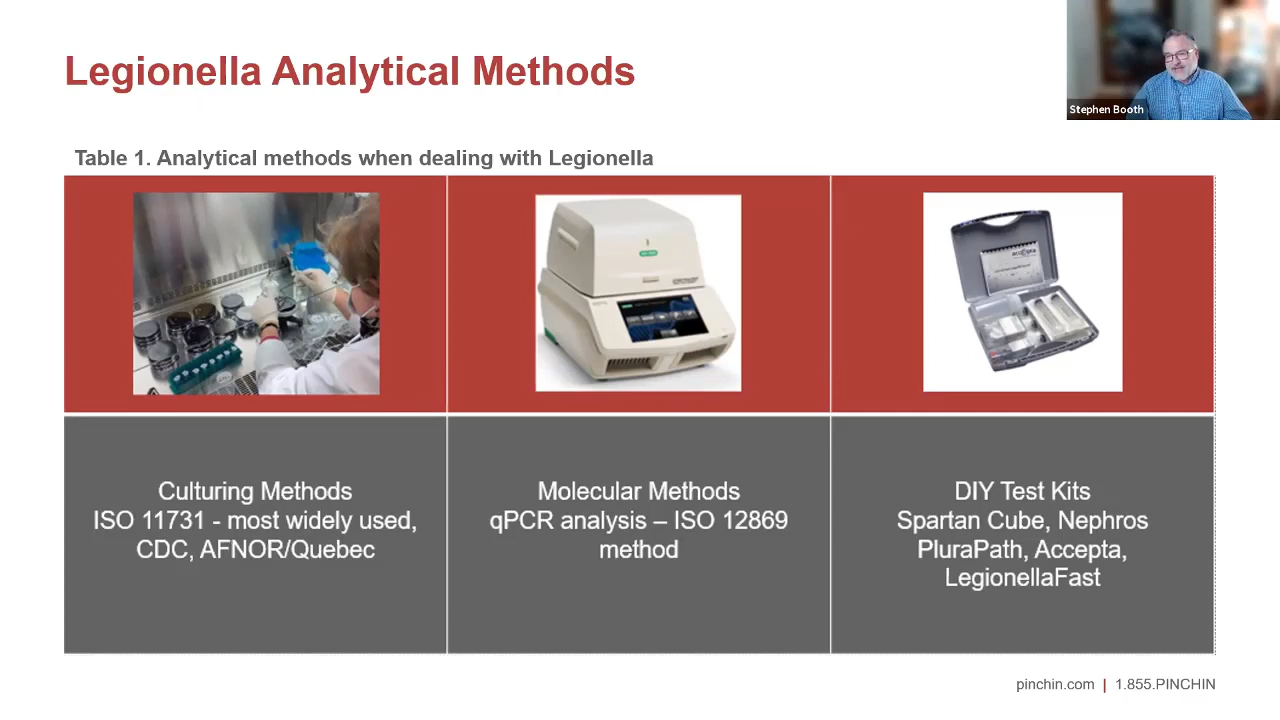 Legionella Analytical Methods
Stephen Booth
Table 1. Analytical methods when dealing with Legionella
Culturing Methods
ISO 11731 - most widely used,
CDC, AFNOR/Quebec
Molecular Methods
qPCR analysis – ISO 12869
method
DIY Test Kits
Spartan Cube, Nephros
PluraPath, Accepta,
LegionellaFast
pinchin.com | 1.855.PINCHIN